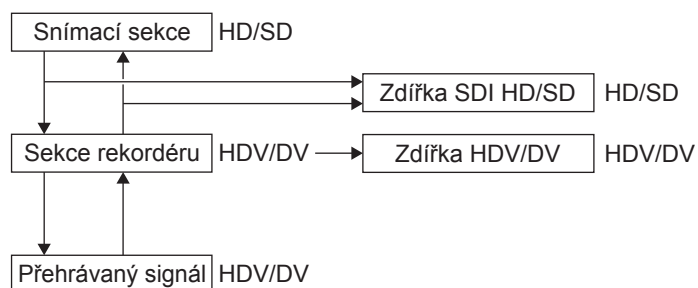 Snímací sekce HD/SD
Zdířka SDI HD/SD HD/SD
Sekce rekordéru HDV/DV Zdířka HDV/DV HDV/DV
Přehrávaný signál HDV/DV